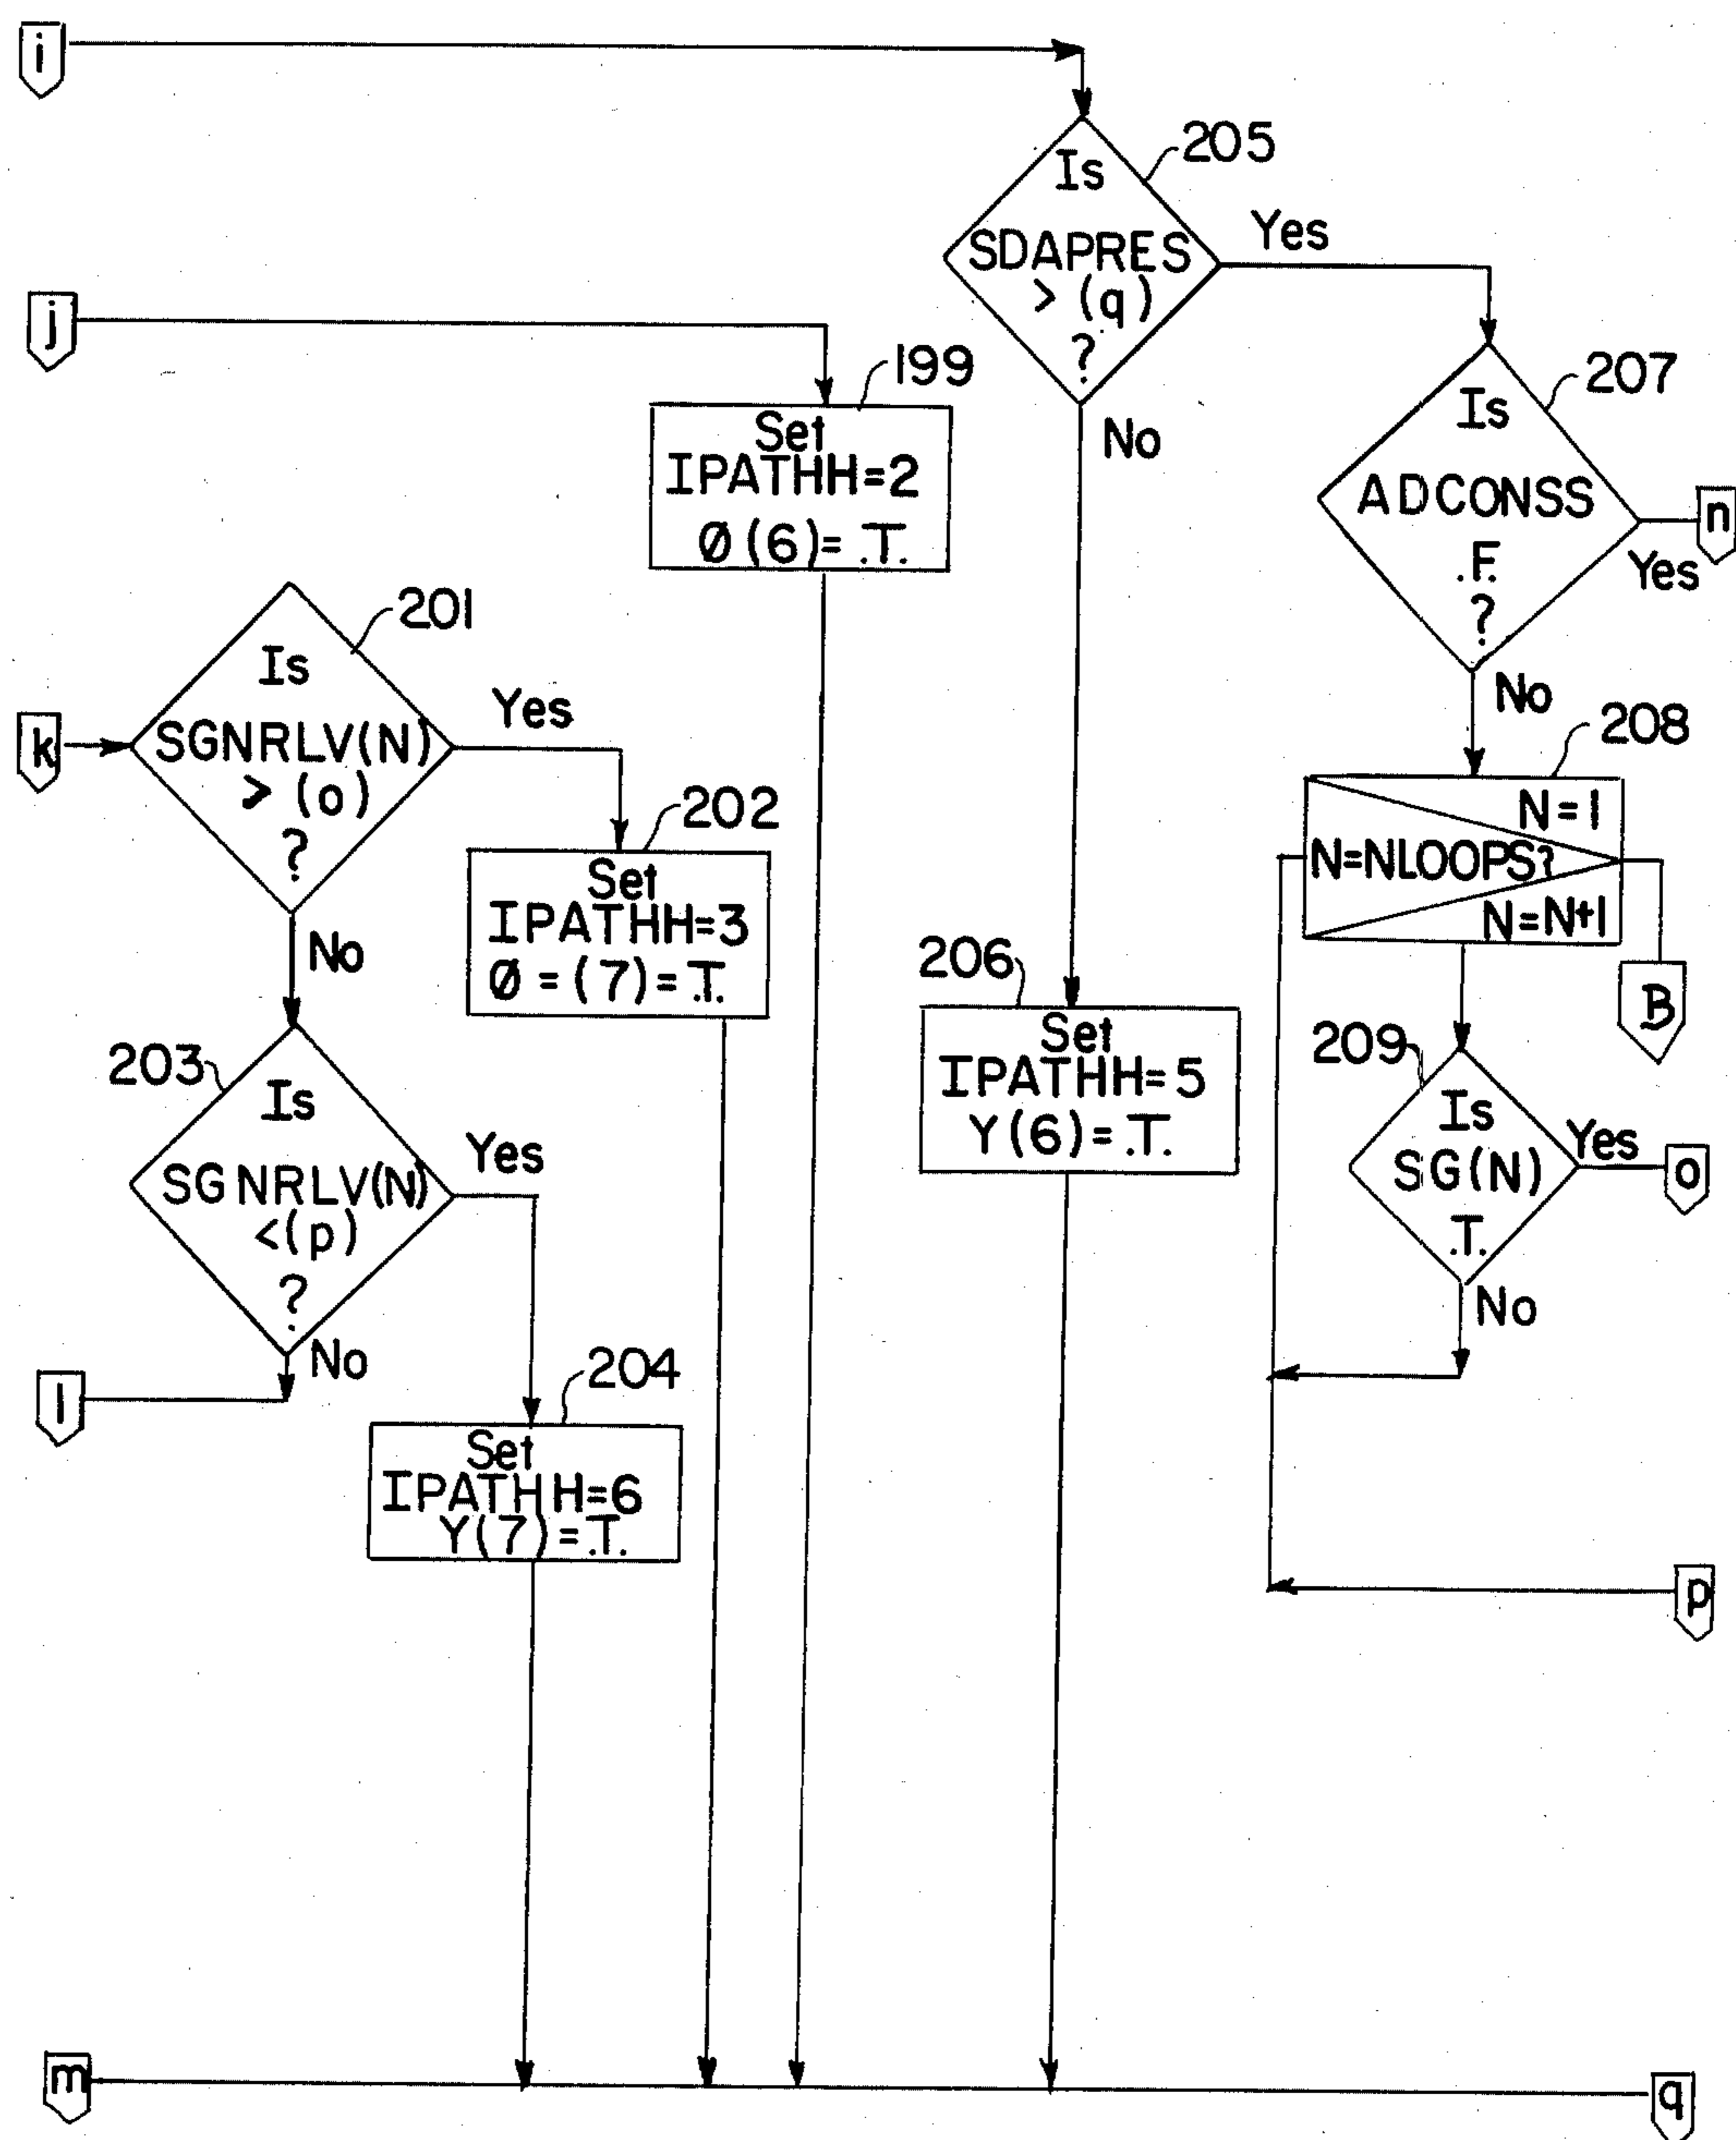 i
205
Is
SDAPRES
> (q)
?
Yes
No
j
199
Set
IPATHH=2
Ø(6)= .T.
207
Is
ADCONSS
.F.
?
Yes
n
No
k
201
Is
SGNRLV(N)
> (o)
?
Yes
No
202
Set
IPATHH=3
Ø=(7)=.T.
208
N=1
N=NLOOPS?
N=N+1
B
203
Is
SGNRLV(N)
<(p)
?
Yes
No
l
204
Set
IPATHH=6
Y(7)=.T.
206
Set
IPATHH=5
Y(6)=.T.
209
Is
SG(N)
.T.
Yes
o
No
p
m
q